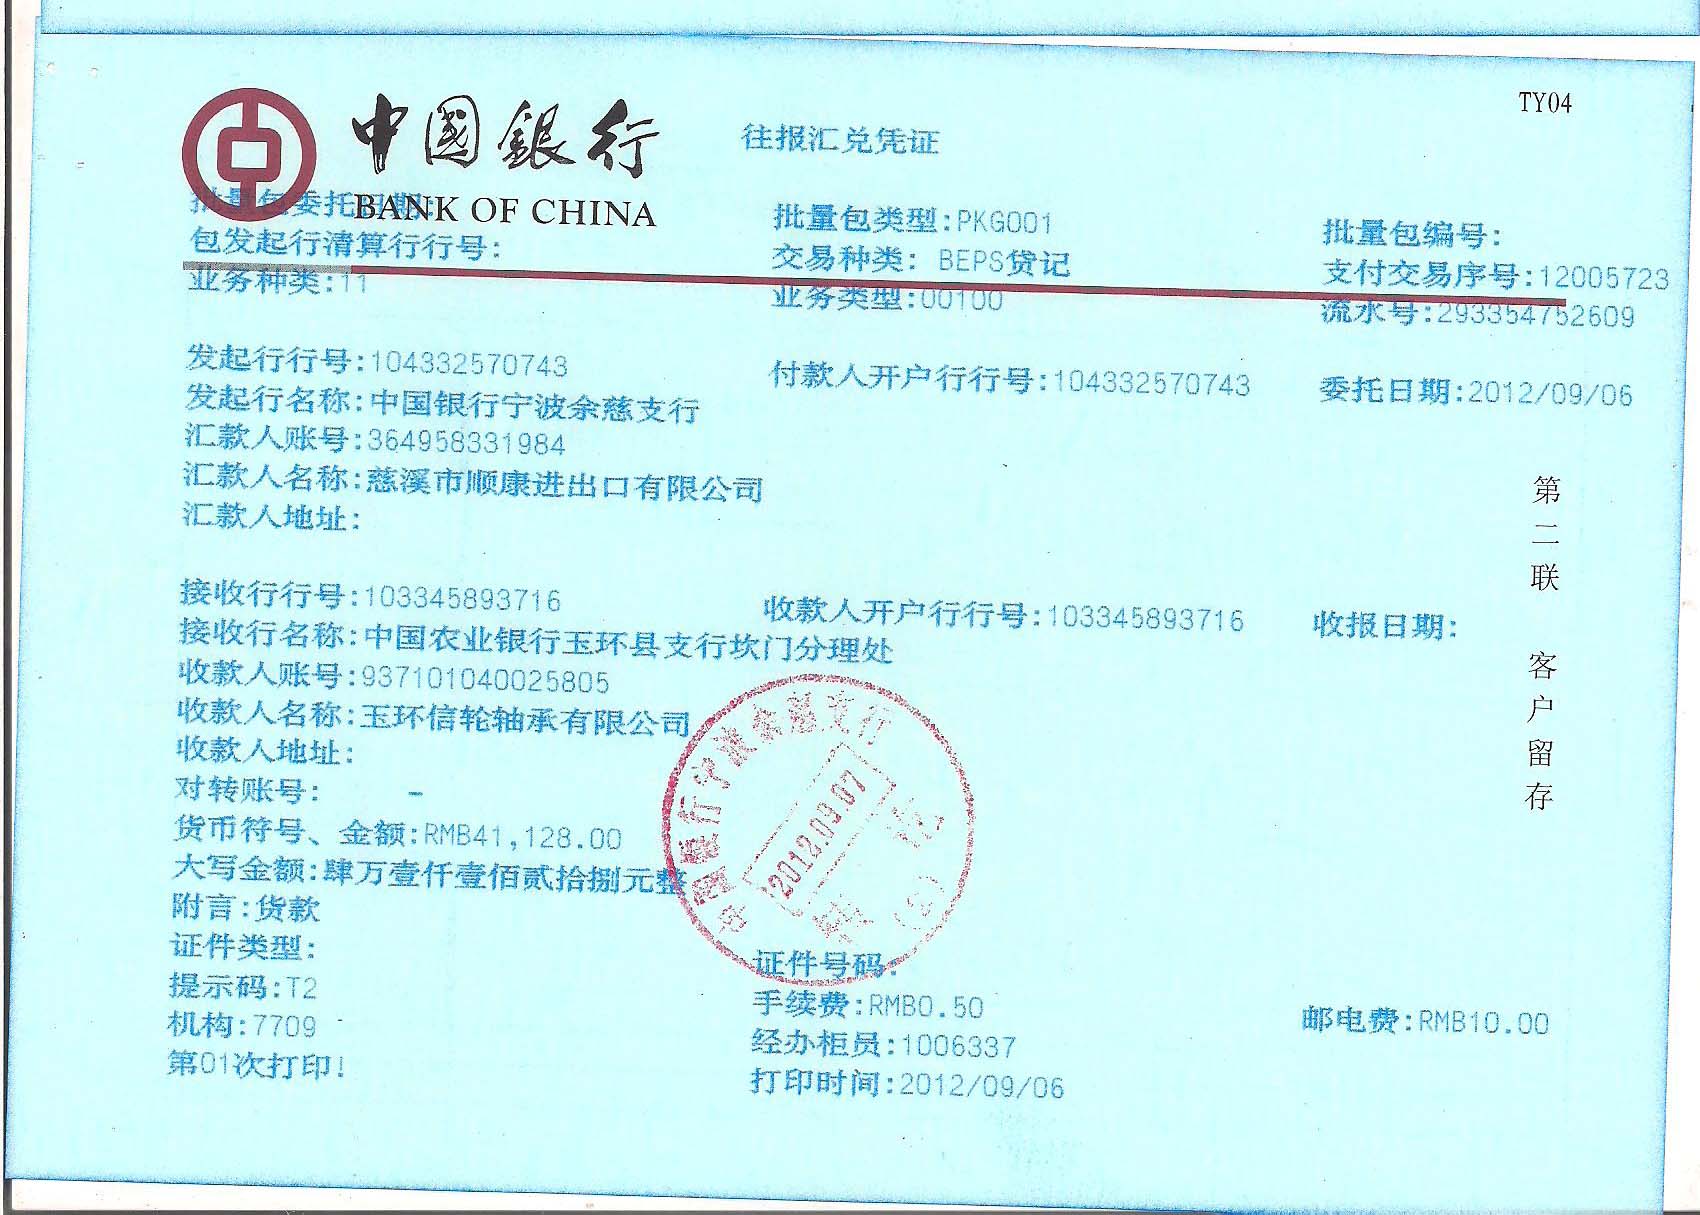 TY04
中國銀行
BANK OF CHINA
往报汇兑凭证
批量包委托日期:
批量包类型:PKG001
批量包编号:
包发起行清算行行号:
交易种类: BEPS贷记
支付交易序号:12005723
业务种类:11
业务类型:00100
流水号:293354752609
发起行行号:104332570743
付款人开户行行号:104332570743
委托日期:2012/09/06
发起行名称:中国银行宁波余慈支行
汇款人账号:364958331984
汇款人名称:慈溪市顺康进出口有限公司
汇款人地址:
接收行行号:103345893716
收款人开户行行号:103345893716
收报日期:
接收行名称:中国农业银行玉环县支行坎门分理处
收款人账号:937101040025805
收款人名称:玉环信轮轴承有限公司
收款人地址:
对转账号: -
货币符号、金额:RMB41,128.00
大写金额:肆万壹仟壹佰贰拾捌元整
附言:货款
证件类型:
证件号码:
提示码:T2
手续费:RMB0.50
邮电费:RMB10.00
机构:7709
经办柜员:1006337
第01次打印!
打印时间:2012/09/06
第二联 客户留存
中国银行宁波余慈支行
2012.09.07
转讫